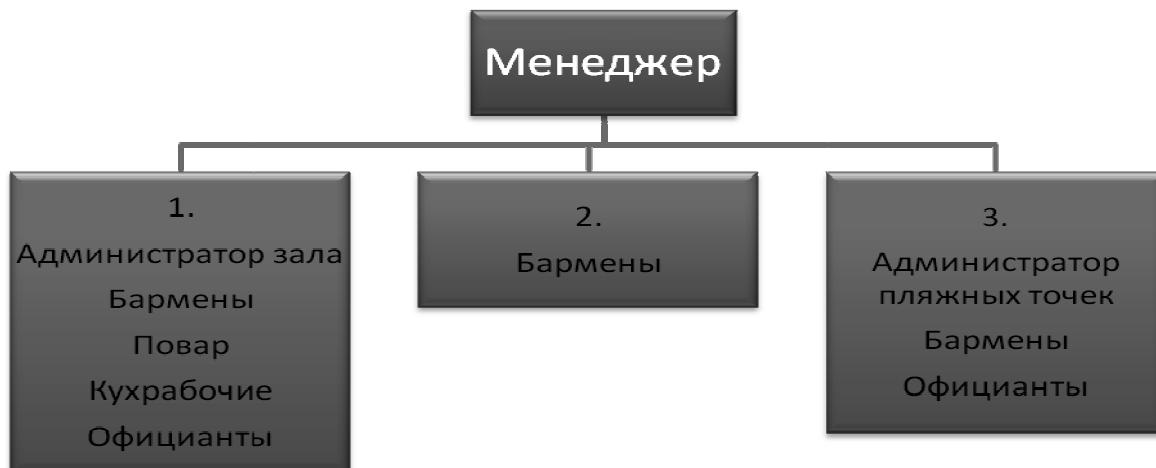 Менеджер
1.
Администратор зала
Бармены
Повар
Кухрабочие
Официанты
2.
Бармены
3.
Администратор
пляжных точек
Бармены
Официанты